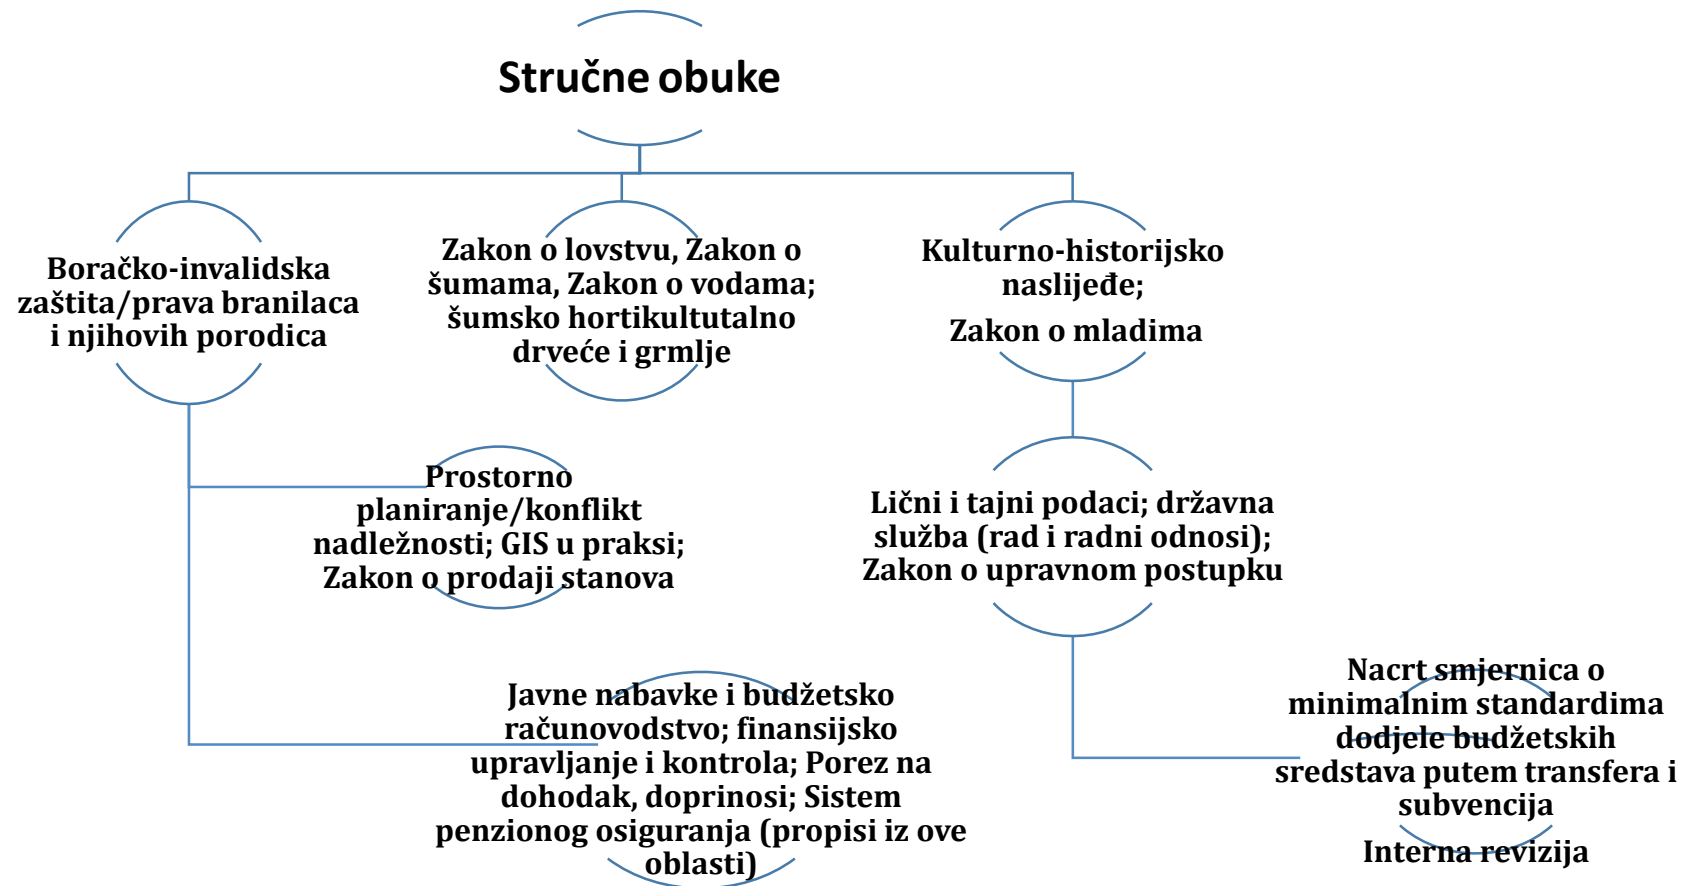 Stručne obuke
Boračko-invalidska
zaštita/prava branilaca
i njihovih porodica
Zakon o lovstvu, Zakon o
šumama, Zakon o vodama;
šumsko hortikultutalno
drveće i grmlje
Kulturno-historijsko
naslijeđe;
Zakon o mladima
Prostorno
planiranje/konflikt
nadležnosti; GIS u praksi;
Zakon o prodaji stanova
Lični i tajni podaci; državna
služba (rad i radni odnosi);
Zakon o upravnom postupku
Javne nabavke i budžetsko
računovodstvo; finansijsko
upravljanje i kontrola; Porez na
dohodak, doprinosi; Sistem
penzionog osiguranja (propisi iz ove
oblasti)
Nacrt smjernica o
minimalnim standardima
dodjele budžetskih
sredstava putem transfera i
subvencija
Interna revizija